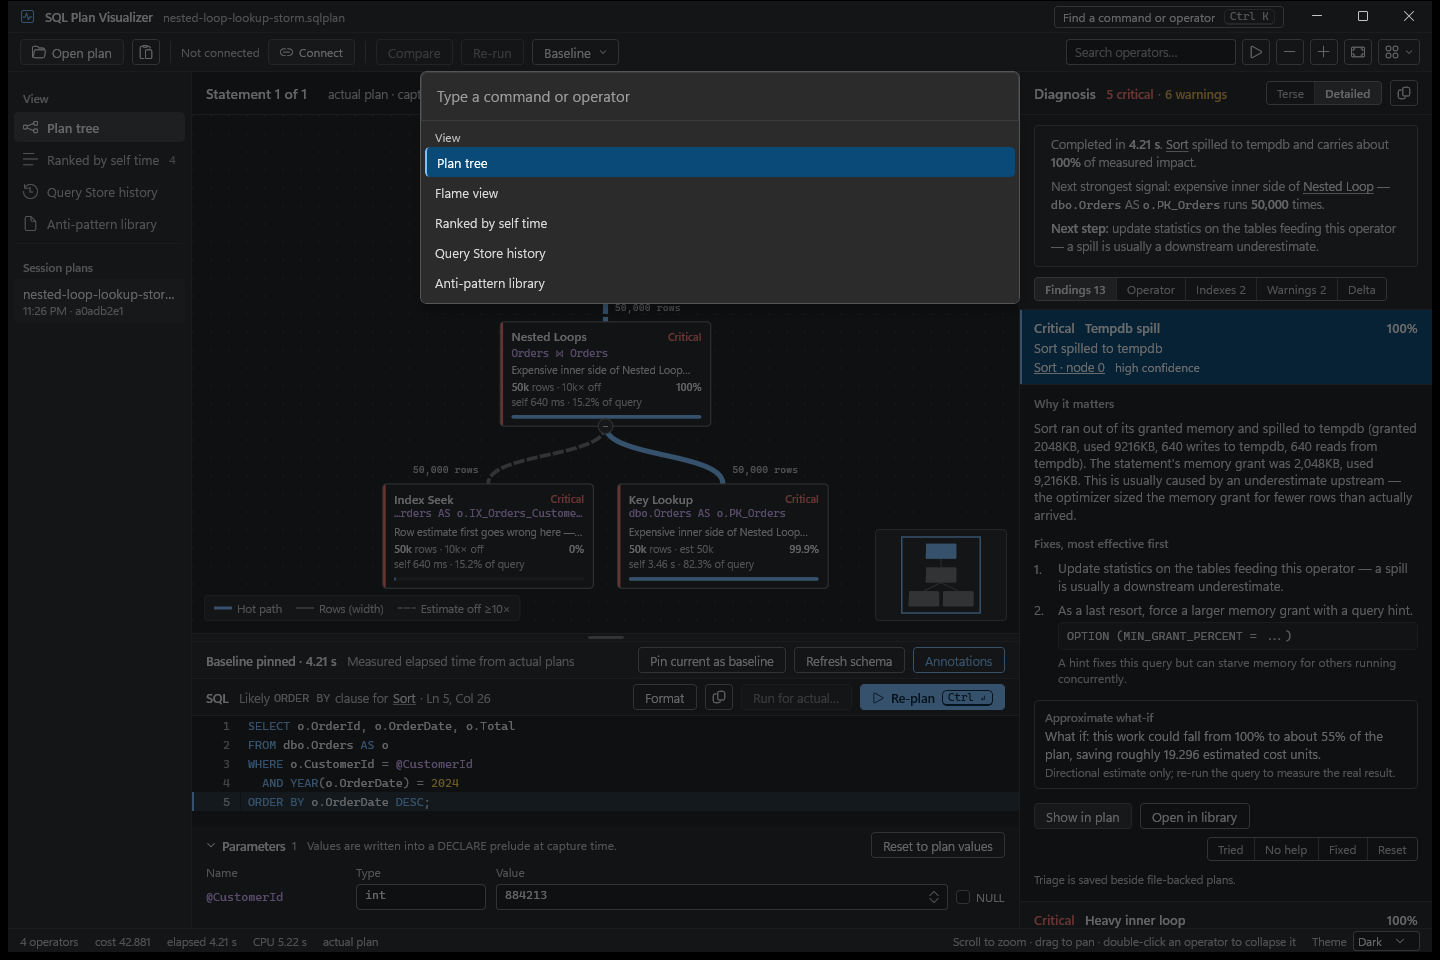 SQL Plan Visualizer nested-loop-lookup-storm.sqlplan
Find a command or operator Ctrl K
Open plan
Not connected
Connect
Compare
Re-run
Baseline
Search operators...
View
Plan tree
Ranked by self time 4
Query Store history
Anti-pattern library
Session plans
nested-loop-lookup-stor...
11:26 PM · a0adb2e1
Statement 1 of 1 actual plan · capt
Type a command or operator
View
Plan tree
Flame view
Ranked by self time
Query Store history
Anti-pattern library
50,000 rows
Nested Loops Critical
Orders ⋈ Orders
Expensive inner side of Nested Loop...
50k rows · 10k× off 100%
self 640 ms · 15.2% of query
50,000 rows
50,000 rows
Index Seek Critical
…rders AS o.IX_Orders_Custome…
Row estimate first goes wrong here —...
50k rows · 10k× off 0%
self 640 ms · 15.2% of query
Key Lookup Critical
dbo.Orders AS o.PK_Orders
Expensive inner side of Nested Loop...
50k rows · est 50k 99.9%
self 3.46 s · 82.3% of query
Hot path
Rows (width)
Estimate off ≥10×
Baseline pinned · 4.21 s Measured elapsed time from actual plans
Pin current as baseline
Refresh schema
Annotations
SQL Likely ORDER BY clause for Sort · Ln 5, Col 26
Format
Run for actual...
Re-plan Ctrl ↵
1 SELECT o.OrderId, o.OrderDate, o.Total
2 FROM dbo.Orders AS o
3 WHERE o.CustomerId = @CustomerId
4 AND YEAR(o.OrderDate) = 2024
5 ORDER BY o.OrderDate DESC;
Parameters 1 Values are written into a DECLARE prelude at capture time.
Reset to plan values
Name Type Value
@CustomerId int 884213 NULL
Diagnosis 5 critical · 6 warnings
Terse Detailed
Completed in 4.21 s. Sort spilled to tempdb and carries about
100% of measured impact.
Next strongest signal: expensive inner side of Nested Loop —
dbo.Orders AS o.PK_Orders runs 50,000 times.
Next step: update statistics on the tables feeding this operator
— a spill is usually a downstream underestimate.
Findings 13 Operator Indexes 2 Warnings 2 Delta
Critical Tempdb spill 100%
Sort spilled to tempdb
Sort · node 0 high confidence
Why it matters
Sort ran out of its granted memory and spilled to tempdb (granted
2048KB, used 9216KB, 640 writes to tempdb, 640 reads from
tempdb). The statement's memory grant was 2,048KB, used
9,216KB. This is usually caused by an underestimate upstream —
the optimizer sized the memory grant for fewer rows than actually
arrived.
Fixes, most effective first
1. Update statistics on the tables feeding this operator — a spill
is usually a downstream underestimate.
2. As a last resort, force a larger memory grant with a query hint.
OPTION (MIN_GRANT_PERCENT = ...)
A hint fixes this query but can starve memory for others running
concurrently.
Approximate what-if
What if: this work could fall from 100% to about 55% of the
plan, saving roughly 19.296 estimated cost units.
Directional estimate only; re-run the query to measure the real result.
Show in plan
Open in library
Tried No help Fixed Reset
Triage is saved beside file-backed plans.
Critical Heavy inner loop 100%
4 operators cost 42.881 elapsed 4.21 s CPU 5.22 s actual plan
Scroll to zoom · drag to pan · double-click an operator to collapse it Theme Dark